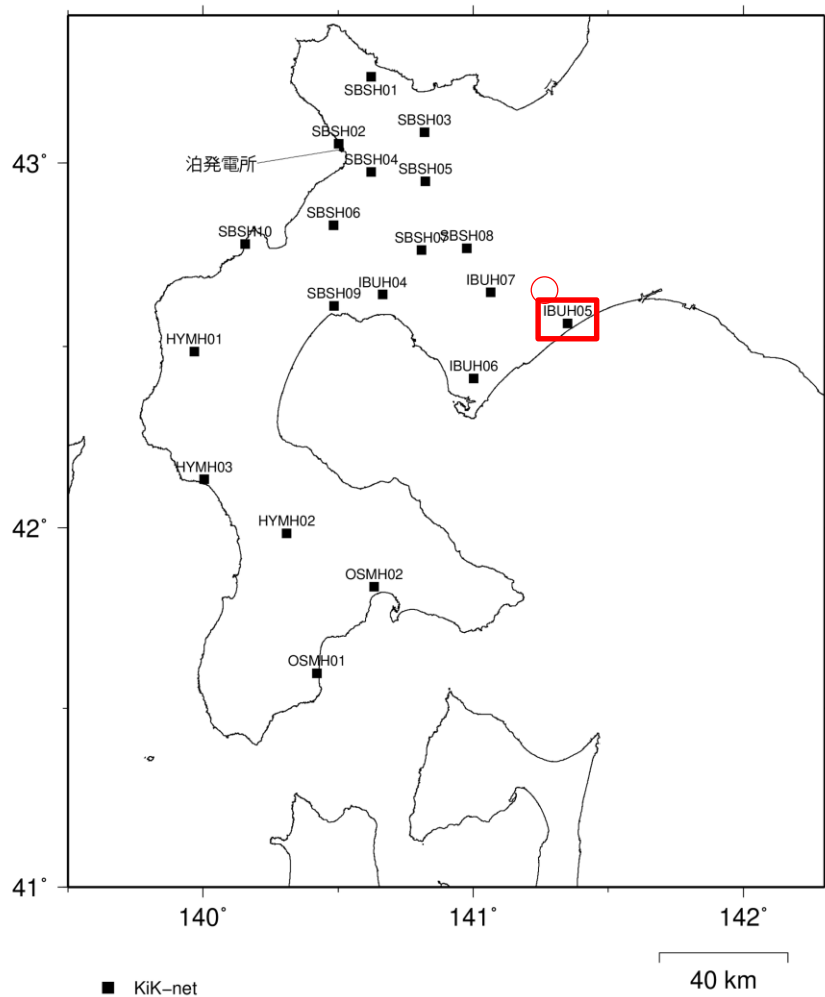 SBSH01
SBSH03
SBSH02
泊発電所
SBSH04
SBSH05
SBSH06
SBSH10
SBSH07
SBSH08
IBUH04
IBUH07
SBSH09
IBUH05
HYMH01
IBUH06
HYMH03
HYMH02
OSMH02
OSMH01
43°
42°
41°
140°
141°
142°
KiK-net
40 km